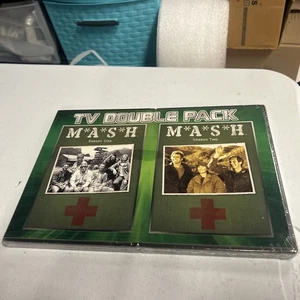 TV DOUBLE PACK
M*A*S*H
Season One
M*A*S*H
Season Two